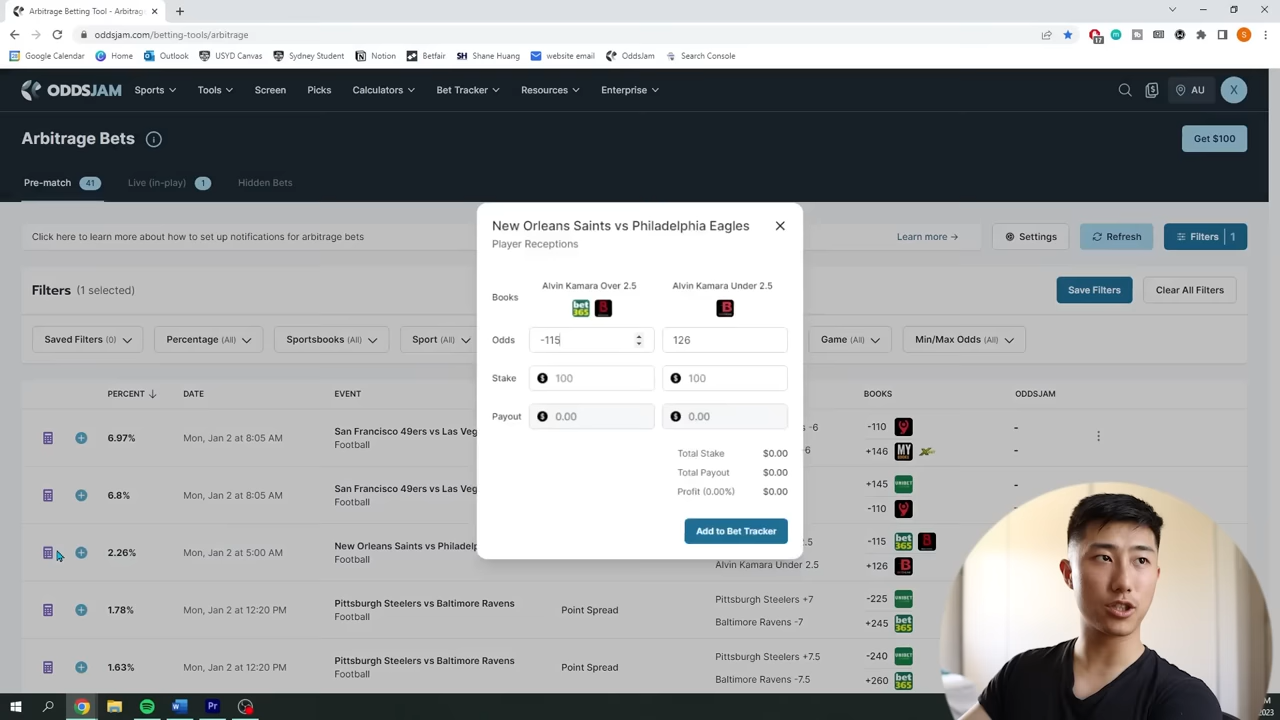 Arbitrage Betting Tool - Arbitrag
oddsjam.com/betting-tools/arbitrage
Google Calendar Home Outlook USYD Canvas Sydney Student Notion Betfair Shane Huang website email OddsJam Search Console
ODDSJAM Sports Tools Screen Picks Calculators Bet Tracker Resources Enterprise AU X
Arbitrage Bets Get $100
Pre-match 41 Live (in-play) 1 Hidden Bets
Click here to learn more about how to set up notifications for arbitrage bets Learn more → Settings Refresh Filters 1
Filters (1 selected) Save Filters Clear All Filters
Saved Filters (0) Percentage (All) Sportsbooks (All) Sport (All) Game (All) Min/Max Odds (All)
PERCENT DATE EVENT BOOKS ODDSJAM
6.97% Mon, Jan 2 at 8:05 AM San Francisco 49ers vs Las Veg
Football
-6 -110 -
+146 MY -
6.8% Mon, Jan 2 at 8:05 AM San Francisco 49ers vs Las Veg
Football
+145 UNIBET
-110
2.26% Mon, Jan 2 at 5:00 AM New Orleans Saints vs Philadelp
Football
2.5 -115 bet365 B
Alvin Kamara Under 2.5 +126 B
1.78% Mon, Jan 2 at 12:20 PM Pittsburgh Steelers vs Baltimore Ravens
Football
Point Spread
Pittsburgh Steelers +7 -225 UNIBET
Baltimore Ravens -7 +245 bet365
1.63% Mon, Jan 2 at 12:20 PM Pittsburgh Steelers vs Baltimore Ravens
Football
Point Spread
Pittsburgh Steelers +7.5 -240 UNIBET
Baltimore Ravens -7.5 +260 bet365
New Orleans Saints vs Philadelphia Eagles
Player Receptions
Alvin Kamara Over 2.5 Alvin Kamara Under 2.5
Books bet365 B B
Odds -115 126
Stake $ 100 $ 100
Payout $ 0.00 $ 0.00
Total Stake $0.00
Total Payout $0.00
Profit (0.00%) $0.00
Add to Bet Tracker